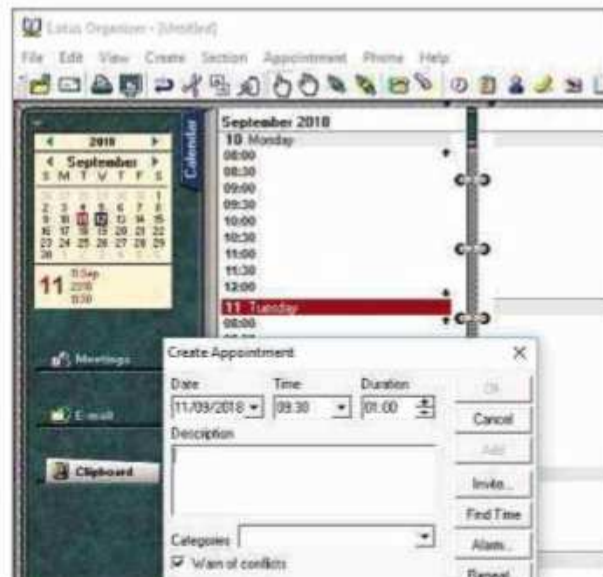 Lotus Organiser - [Untitled]
File Edit View Create Section Appointment Phone Help
September 2018
10 Monday
08:00
08:30
09:00
09:30
10:00
10:30
11:00
11:30
12:00
11 Tuesday
08:00
Calendar
2018
September
S M T W T F S
1
2 3 4 5 6 7 8
9 10 11 12 13 14 15
16 17 18 19 20 21 22
23 24 25 26 27 28 29
30
11
11 Sep
2018
Meetings
E-mail
Clipboard
Create Appointment
Date Time Duration
11/09/2018 09:30 01:00
Description
Categories
Warn of conflicts
OK
Cancel
Add
Invite...
Find Time
Alarm...
Repeat...